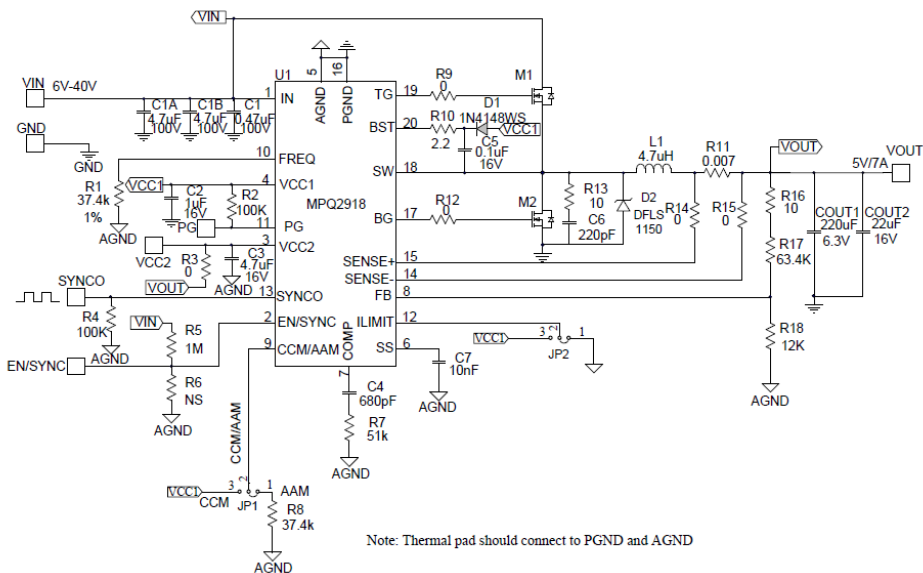 VIN
VIN 6V-40V
C1A
4.7uF
100V
C1B
4.7uF
100V
C1
0.47uF
100V
GND
GND
U1
MPQ2918
1 IN
5 AGND
16 PGND
10 FREQ
4 VCC1
11 PG
3 VCC2
13 SYNCO
2 EN/SYNC
9 CCM/AAM
7 COMP
TG 19
BST 20
SW 18
BG 17
SENSE+ 15
SENSE- 14
FB 8
ILIMIT 12
SS 6
R1
37.4k
1%
AGND
VCC1
C2
1uF
16V
R2
100K
PG
VCC2
R3
0
VOUT
C3
4.7uF
16V
AGND
SYNCO
R4
100K
AGND
VIN
R5
1M
EN/SYNC
R6
NS
AGND
CCM/AAM
VCC1 3 2 1 AAM
CCM JP1
R8
37.4k
AGND
C4
680pF
R7
51k
AGND
C7
10nF
AGND
VCC1 3 2 1
JP2
R9
0
M1
D1
1N4148WS
R10
2.2
VCC1
C5
0.1uF
16V
R12
0
M2
R13
10
C6
220pF
D2
DFLS
1150
L1
4.7uH
R11
0.007
R14
0
R15
0
VOUT
VOUT
5V/7A
R16
10
R17
63.4K
R18
12K
AGND
COUT1
220uF
6.3V
COUT2
22uF
16V
Note: Thermal pad should connect to PGND and AGND